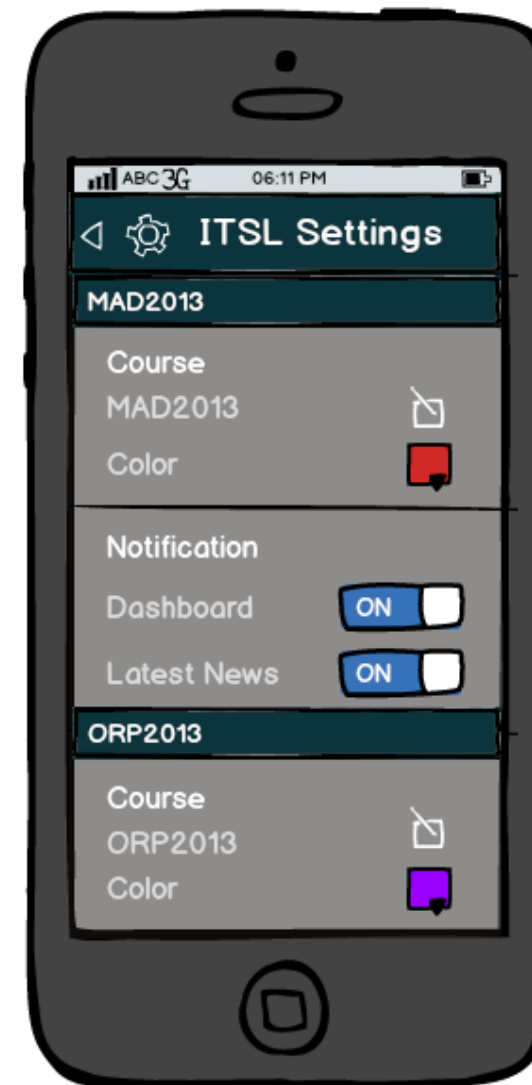 ABC 3G 06:11 PM
ITSL Settings
MAD2013
Course
MAD2013
Color
Notification
Dashboard ON
Latest News ON
ORP2013
Course
ORP2013
Color